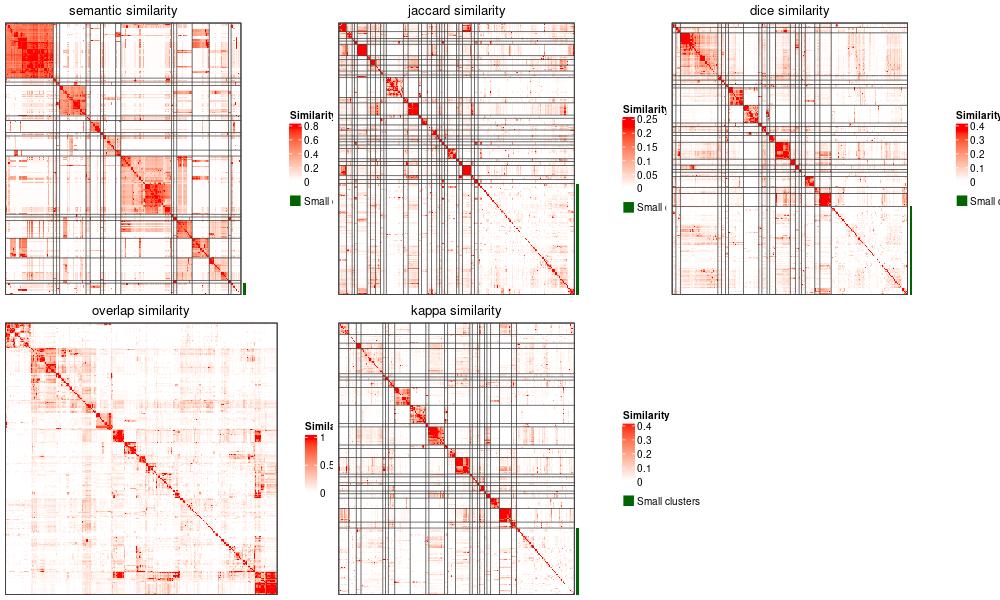 semantic similarity
jaccard similarity
dice similarity
Similarity
0.8
0.6
0.4
0.2
0
Small
Similarity
0.25
0.2
0.15
0.1
0.05
0
Small
Similarity
0.4
0.3
0.2
0.1
0
Small
overlap similarity
kappa similarity
1
0.5
0
Similarity
0.4
0.3
0.2
0.1
0
Small clusters